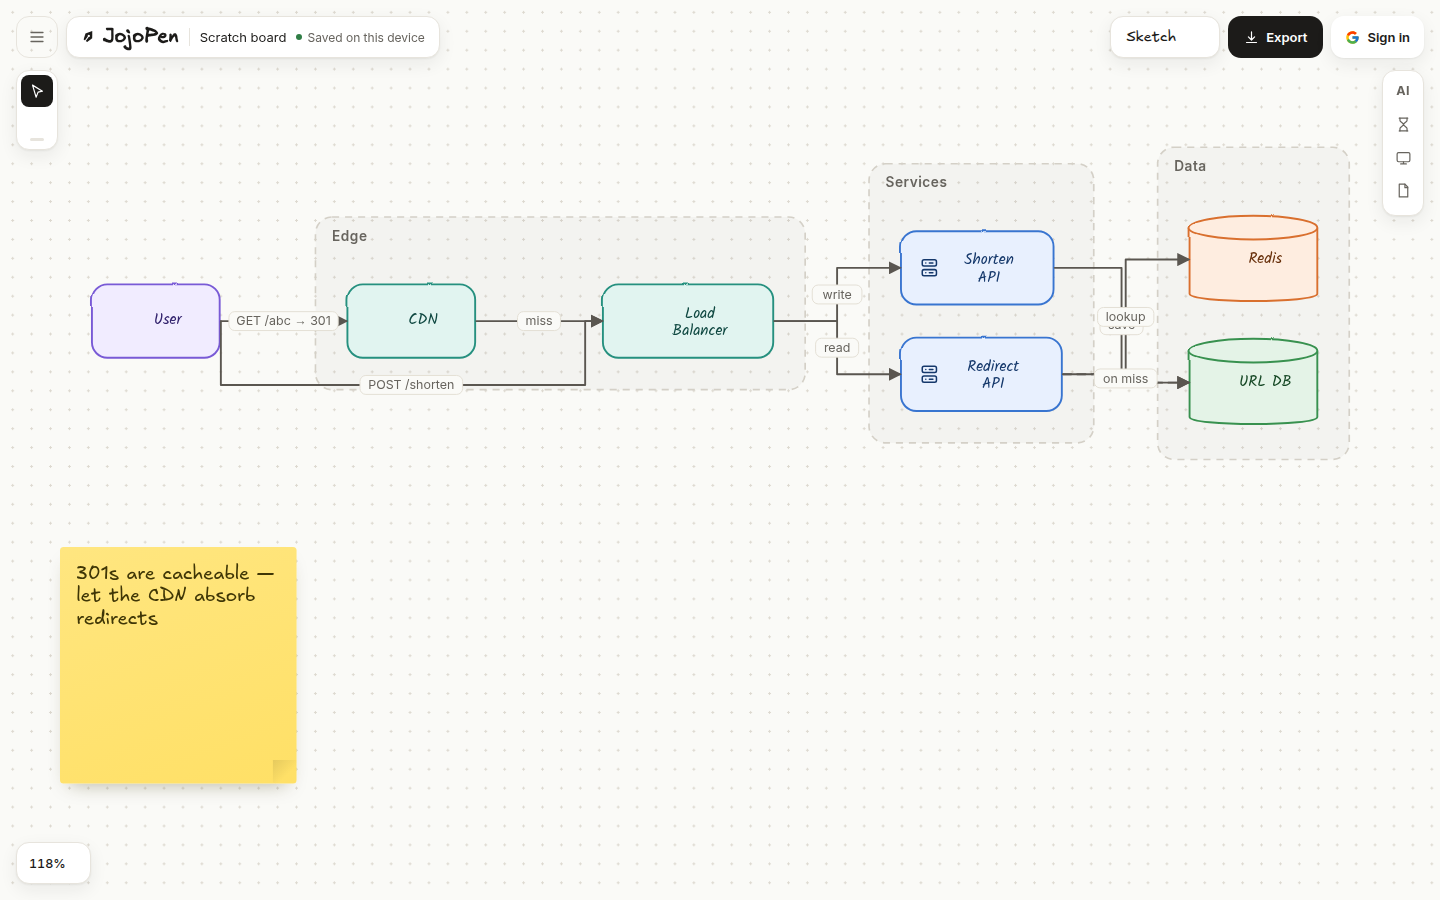 JojoPen
Scratch board
Saved on this device
Sketch
Export
Sign in
AI
Edge
Services
Data
User
GET /abc → 301
CDN
miss
Load
Balancer
POST /shorten
write
read
Shorten
API
Redirect
API
lookup
save
on miss
Redis
URL DB
301s are cacheable —
let the CDN absorb
redirects
118%